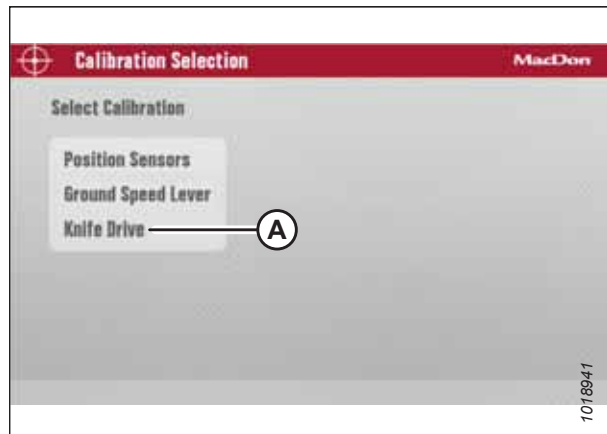 Calibration Selection
MacDon
Select Calibration
Position Sensors
Ground Speed Lever
Knife Drive
A
1018941